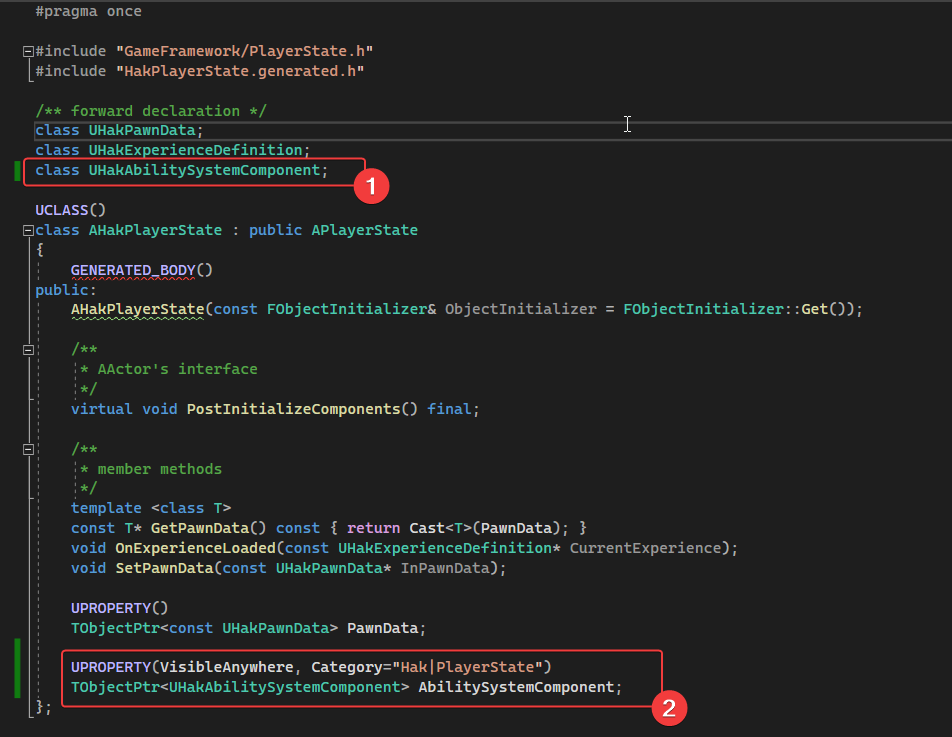 #pragma once
#include "GameFramework/PlayerState.h"
#include "HakPlayerState.generated.h"
/** forward declaration */
class UHakPawnData;
class UHakExperienceDefinition;
class UHakAbilitySystemComponent;
1
UCLASS()
class AHakPlayerState : public APlayerState
{
GENERATED_BODY()
public:
AHakPlayerState(const FObjectInitializer& ObjectInitializer = FObjectInitializer::Get());
/**
* AActor's interface
*/
virtual void PostInitializeComponents() final;
/**
* member methods
*/
template <class T>
const T* GetPawnData() const { return Cast<T>(PawnData); }
void OnExperienceLoaded(const UHakExperienceDefinition* CurrentExperience);
void SetPawnData(const UHakPawnData* InPawnData);
UPROPERTY()
TObjectPtr<const UHakPawnData> PawnData;
UPROPERTY(VisibleAnywhere, Category="Hak|PlayerState")
TObjectPtr<UHakAbilitySystemComponent> AbilitySystemComponent;
2
};